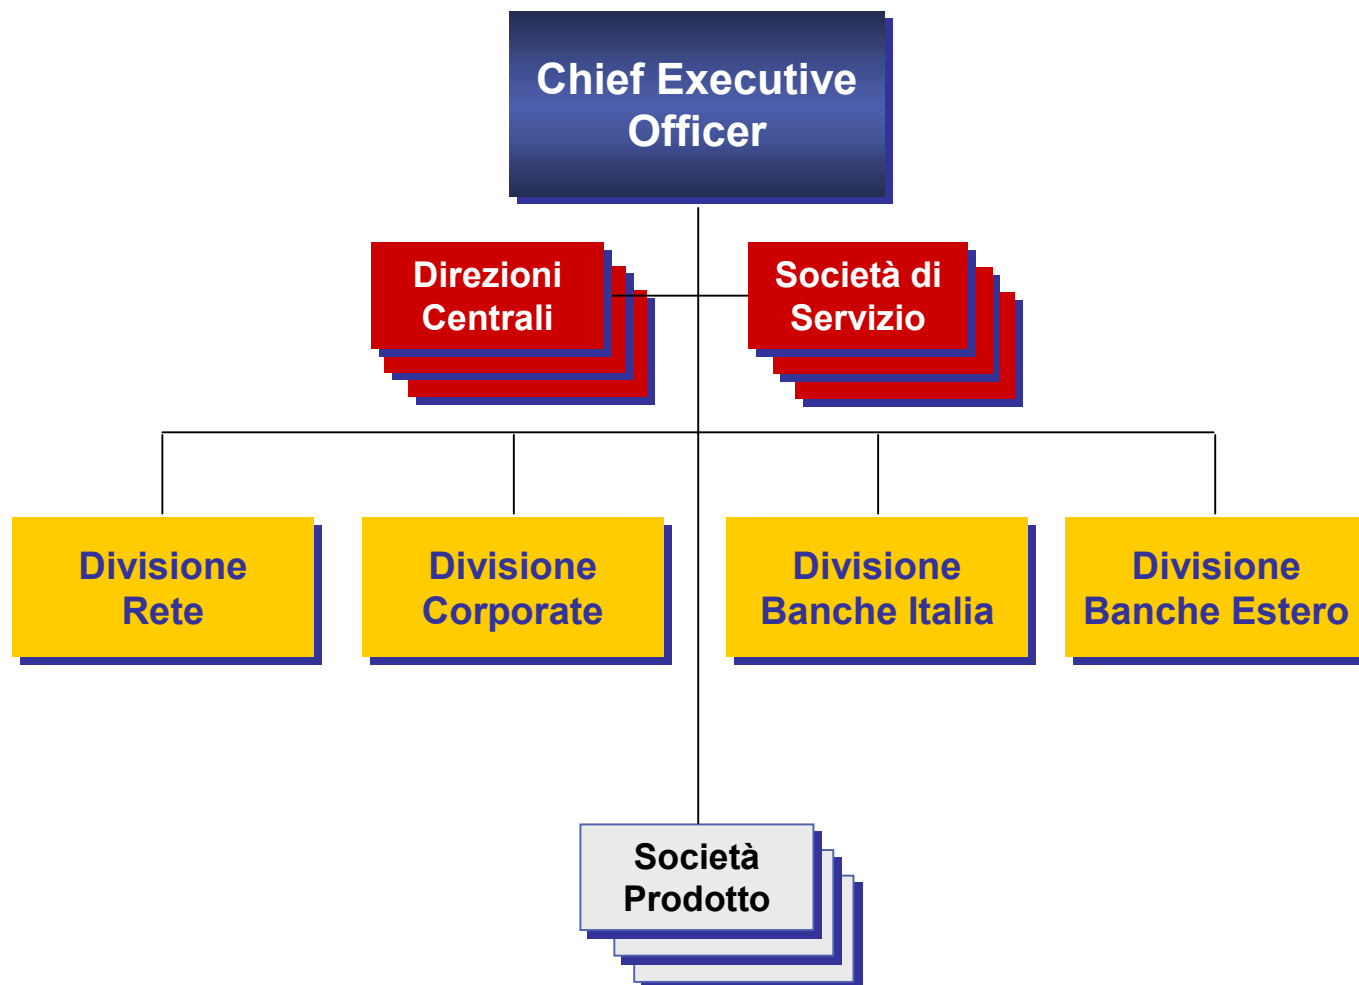 Chief Executive
Officer
Direzioni
Centrali
Società di
Servizio
Divisione
Rete
Divisione
Corporate
Divisione
Banche Italia
Divisione
Banche Estero
Società
Prodotto